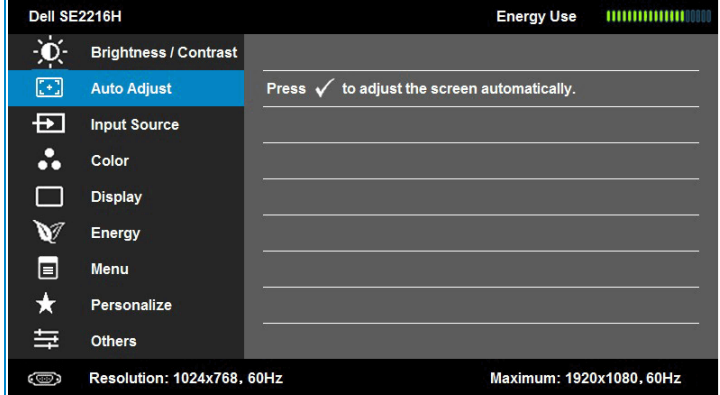 Dell SE2216H Energy Use
Brightness / Contrast
Auto Adjust Press ✓ to adjust the screen automatically.
Input Source
Color
Display
Energy
Menu
Personalize
Others
Resolution: 1024x768, 60Hz Maximum: 1920x1080, 60Hz